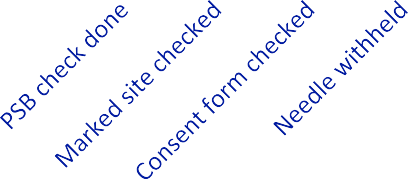 PSB check done
Marked site checked
Consent form checked
Needle withheld